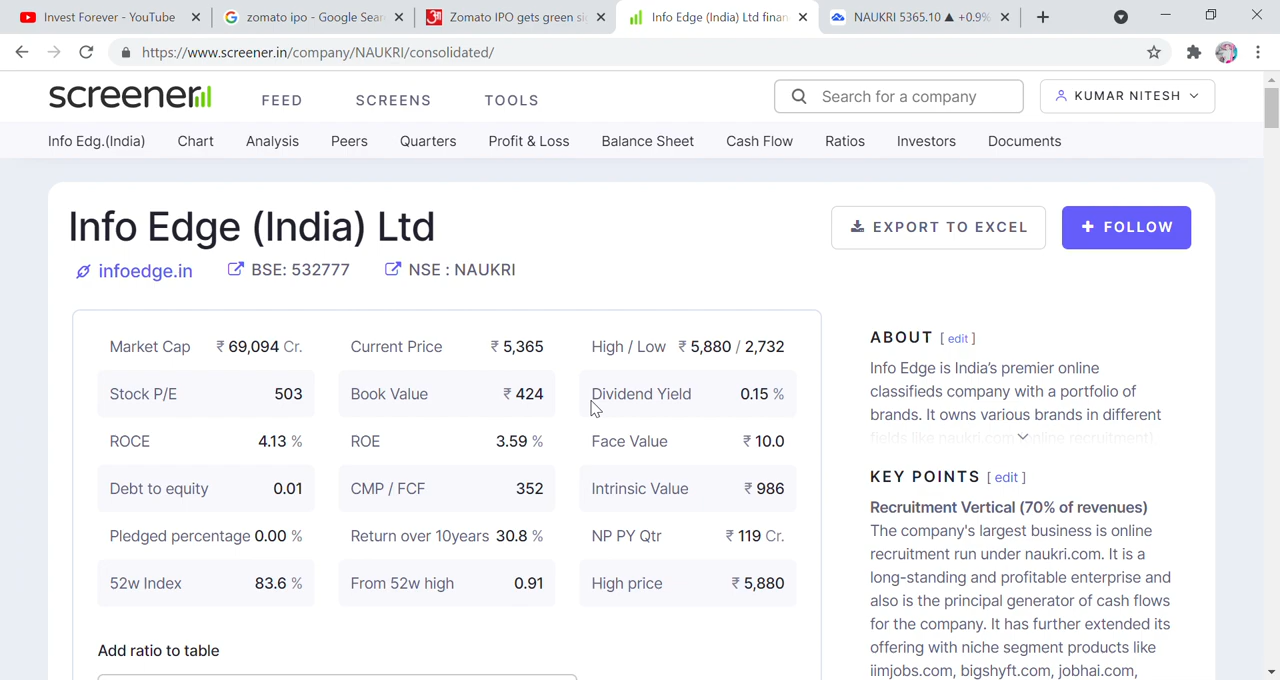 Invest Forever - YouTube
zomato ipo - Google Sear
Zomato IPO gets green si
Info Edge (India) Ltd finan
NAUKRI 5365.10 ▲ +0.9%
https://www.screener.in/company/NAUKRI/consolidated/
screener
FEED SCREENS TOOLS
Search for a company
KUMAR NITESH
Info Edg.(India) Chart Analysis Peers Quarters Profit & Loss Balance Sheet Cash Flow Ratios Investors Documents
Info Edge (India) Ltd
EXPORT TO EXCEL
+ FOLLOW
infoedge.in BSE: 532777 NSE : NAUKRI
Market Cap ₹ 69,094 Cr. Current Price ₹ 5,365 High / Low ₹ 5,880 / 2,732
Stock P/E 503 Book Value ₹ 424 Dividend Yield 0.15 %
ROCE 4.13 % ROE 3.59 % Face Value ₹ 10.0
Debt to equity 0.01 CMP / FCF 352 Intrinsic Value ₹ 986
Pledged percentage 0.00 % Return over 10years 30.8 % NP PY Qtr ₹ 119 Cr.
52w Index 83.6 % From 52w high 0.91 High price ₹ 5,880
Add ratio to table
ABOUT [ edit ]
Info Edge is India's premier online
classifieds company with a portfolio of
brands. It owns various brands in different
fields like naukri.com (online recruitment),
KEY POINTS [ edit ]
Recruitment Vertical (70% of revenues)
The company's largest business is online
recruitment run under naukri.com. It is a
long-standing and profitable enterprise and
also is the principal generator of cash flows
for the company. It has further extended its
offering with niche segment products like
iimjobs.com, bigshyft.com, jobhai.com,